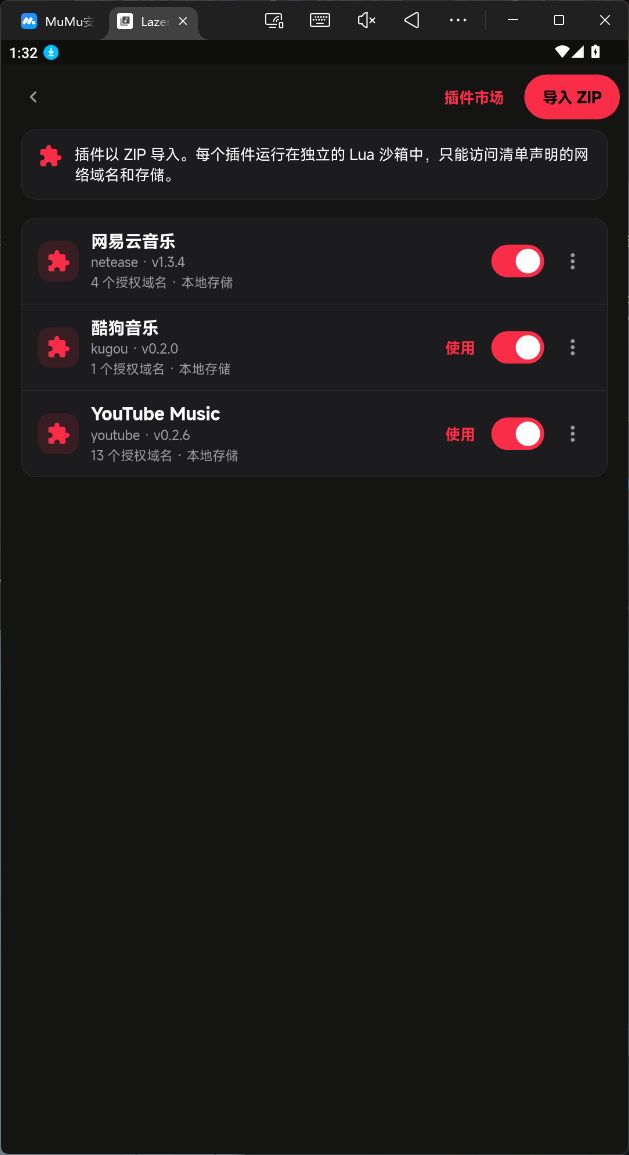 MuMu安
Lazer
1:32
插件市场
导入 ZIP
插件以 ZIP 导入。每个插件运行在独立的 Lua 沙箱中，只能访问清单声明的网
络域名和存储。
网易云音乐
netease · v1.3.4
4 个授权域名 · 本地存储
酷狗音乐
kugou · v0.2.0
1 个授权域名 · 本地存储
使用
YouTube Music
youtube · v0.2.6
13 个授权域名 · 本地存储
使用